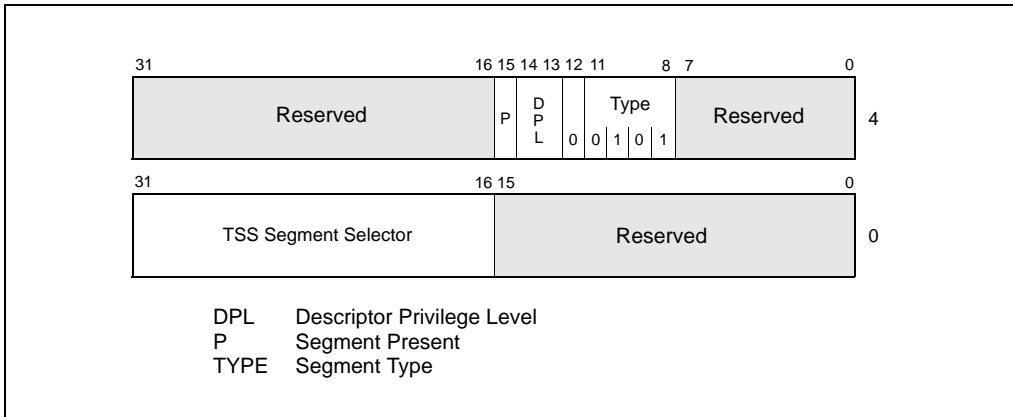 31 16 15 14 13 12 11 8 7 0
Reserved P DPL 0 Type 0 1 0 1 Reserved 4
31 16 15 0
TSS Segment Selector Reserved 0
DPL Descriptor Privilege Level
P Segment Present
TYPE Segment Type